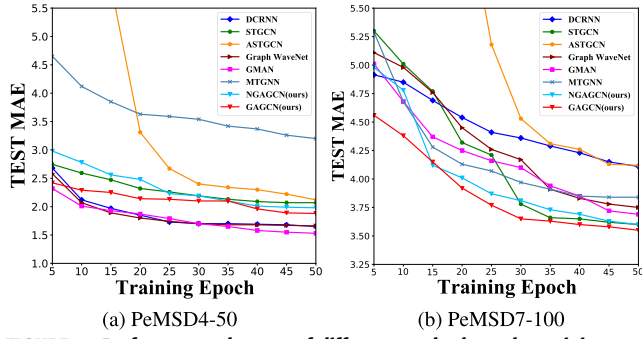 5.5
5.0
4.5
4.0
3.5
3.0
2.5
2.0
1.5
1.0
TEST MAE
DCRNN
STGCN
ASTGCN
Graph WaveNet
GMAN
MTGNN
NGAGCN(ours)
GAGCN(ours)
5 10 15 20 25 30 35 40 45 50
Training Epoch
(a) PeMSD4-50
5.50
5.25
5.00
4.75
4.50
4.25
4.00
3.75
3.50
3.25
TEST MAE
DCRNN
STGCN
ASTGCN
Graph WaveNet
GMAN
MTGNN
NGAGCN(ours)
GAGCN(ours)
5 10 15 20 25 30 35 40 45 50
Training Epoch
(b) PeMSD7-100